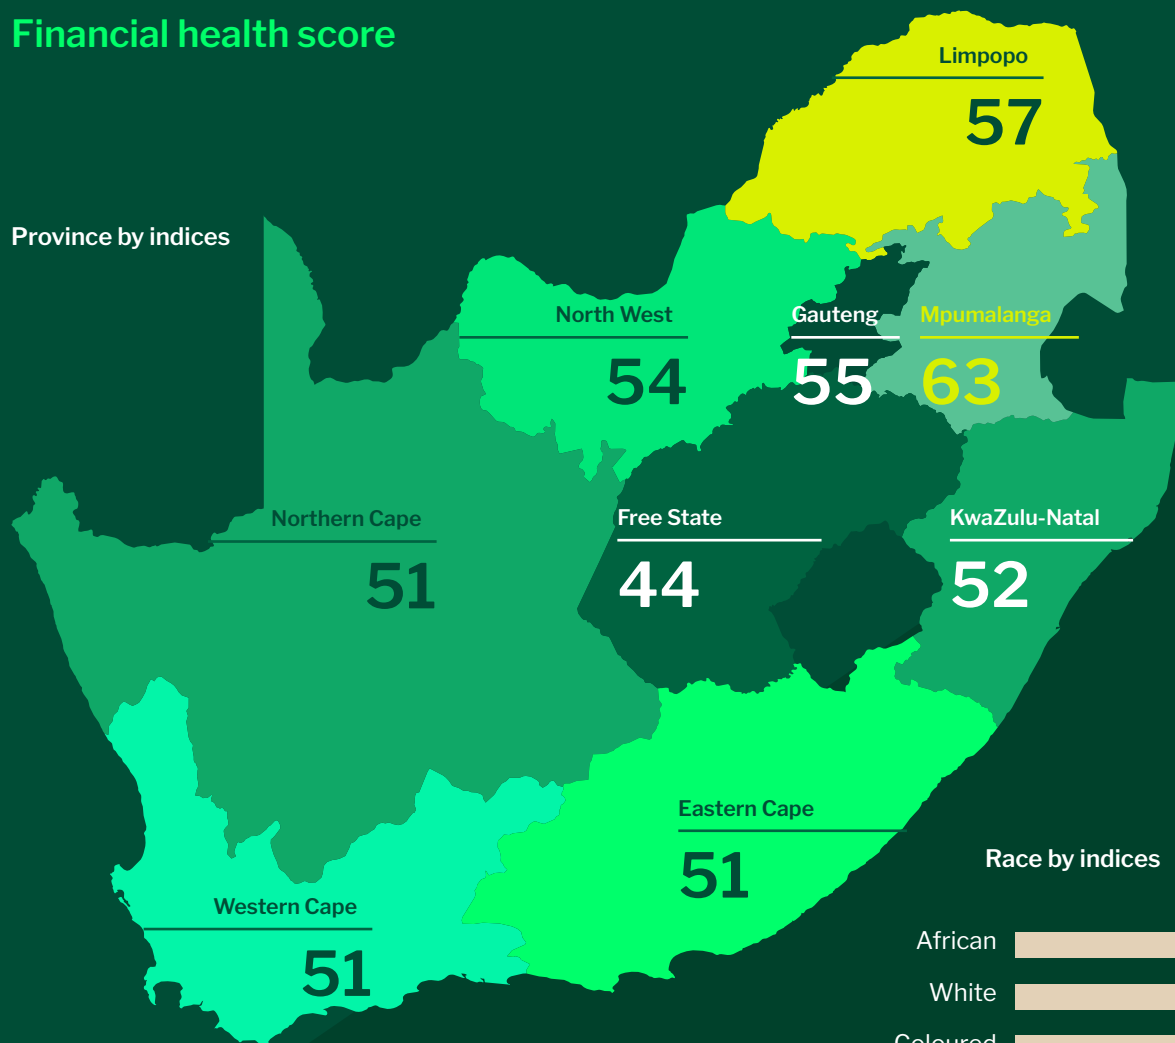 Financial health score
Limpopo
57
Province by indices
North West
54
Gauteng
55
Mpumalanga
63
Northern Cape
51
Free State
44
KwaZulu-Natal
52
Eastern Cape
51
Race by indices
Western Cape
51
African
White
Coloured